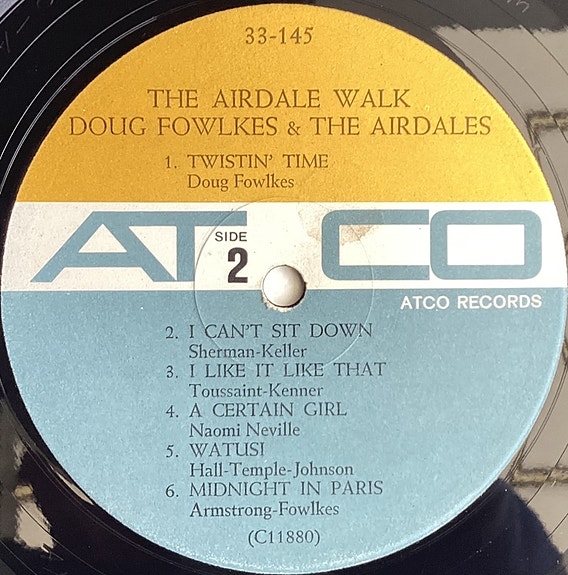 33-145
THE AIRDALE WALK
DOUG FOWLKES & THE AIRDALES
1. TWISTIN' TIME
Doug Fowlkes
ATCO
SIDE
2
ATCO RECORDS
2. I CAN'T SIT DOWN
Sherman-Keller
3. I LIKE IT LIKE THAT
Toussaint-Kenner
4. A CERTAIN GIRL
Naomi Neville
5. WATUSI
Hall-Temple-Johnson
6. MIDNIGHT IN PARIS
Armstrong-Fowlkes
(C11880)